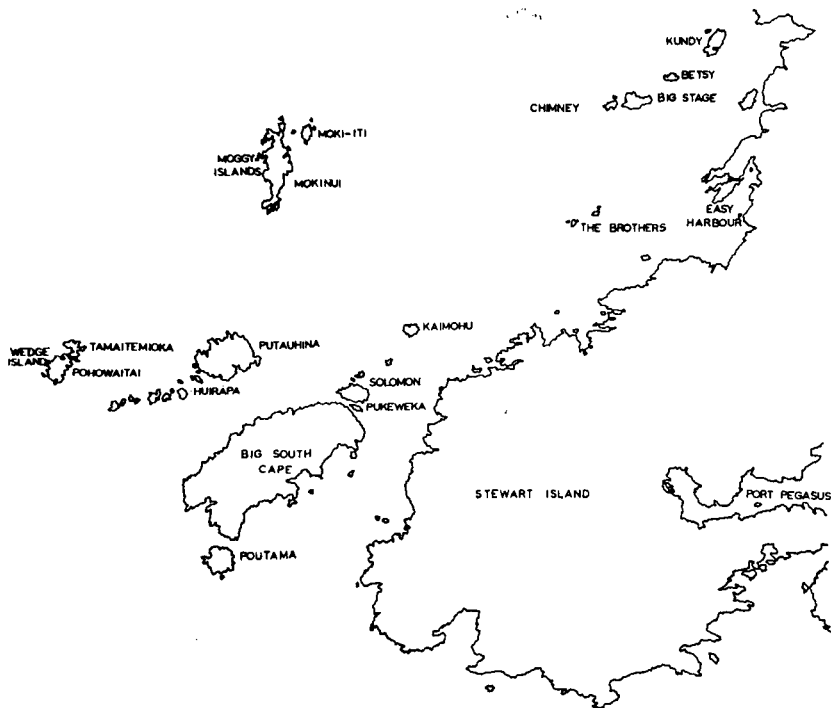 KUNDY
BETSY
BIG STAGE
CHIMNEY
MOKI-ITI
MOGGY
ISLANDS
MOKINUI
EASY
HARBOUR
THE BROTHERS
KAIMOHU
WEDGE
ISLAND
TAMAITEMIOKA
POHOWAITAI
PUTAUHINA
HUIRAPA
SOLOMON
PUKEWEKA
BIG SOUTH
CAPE
STEWART ISLAND
PORT PEGASUS
POUTAMA